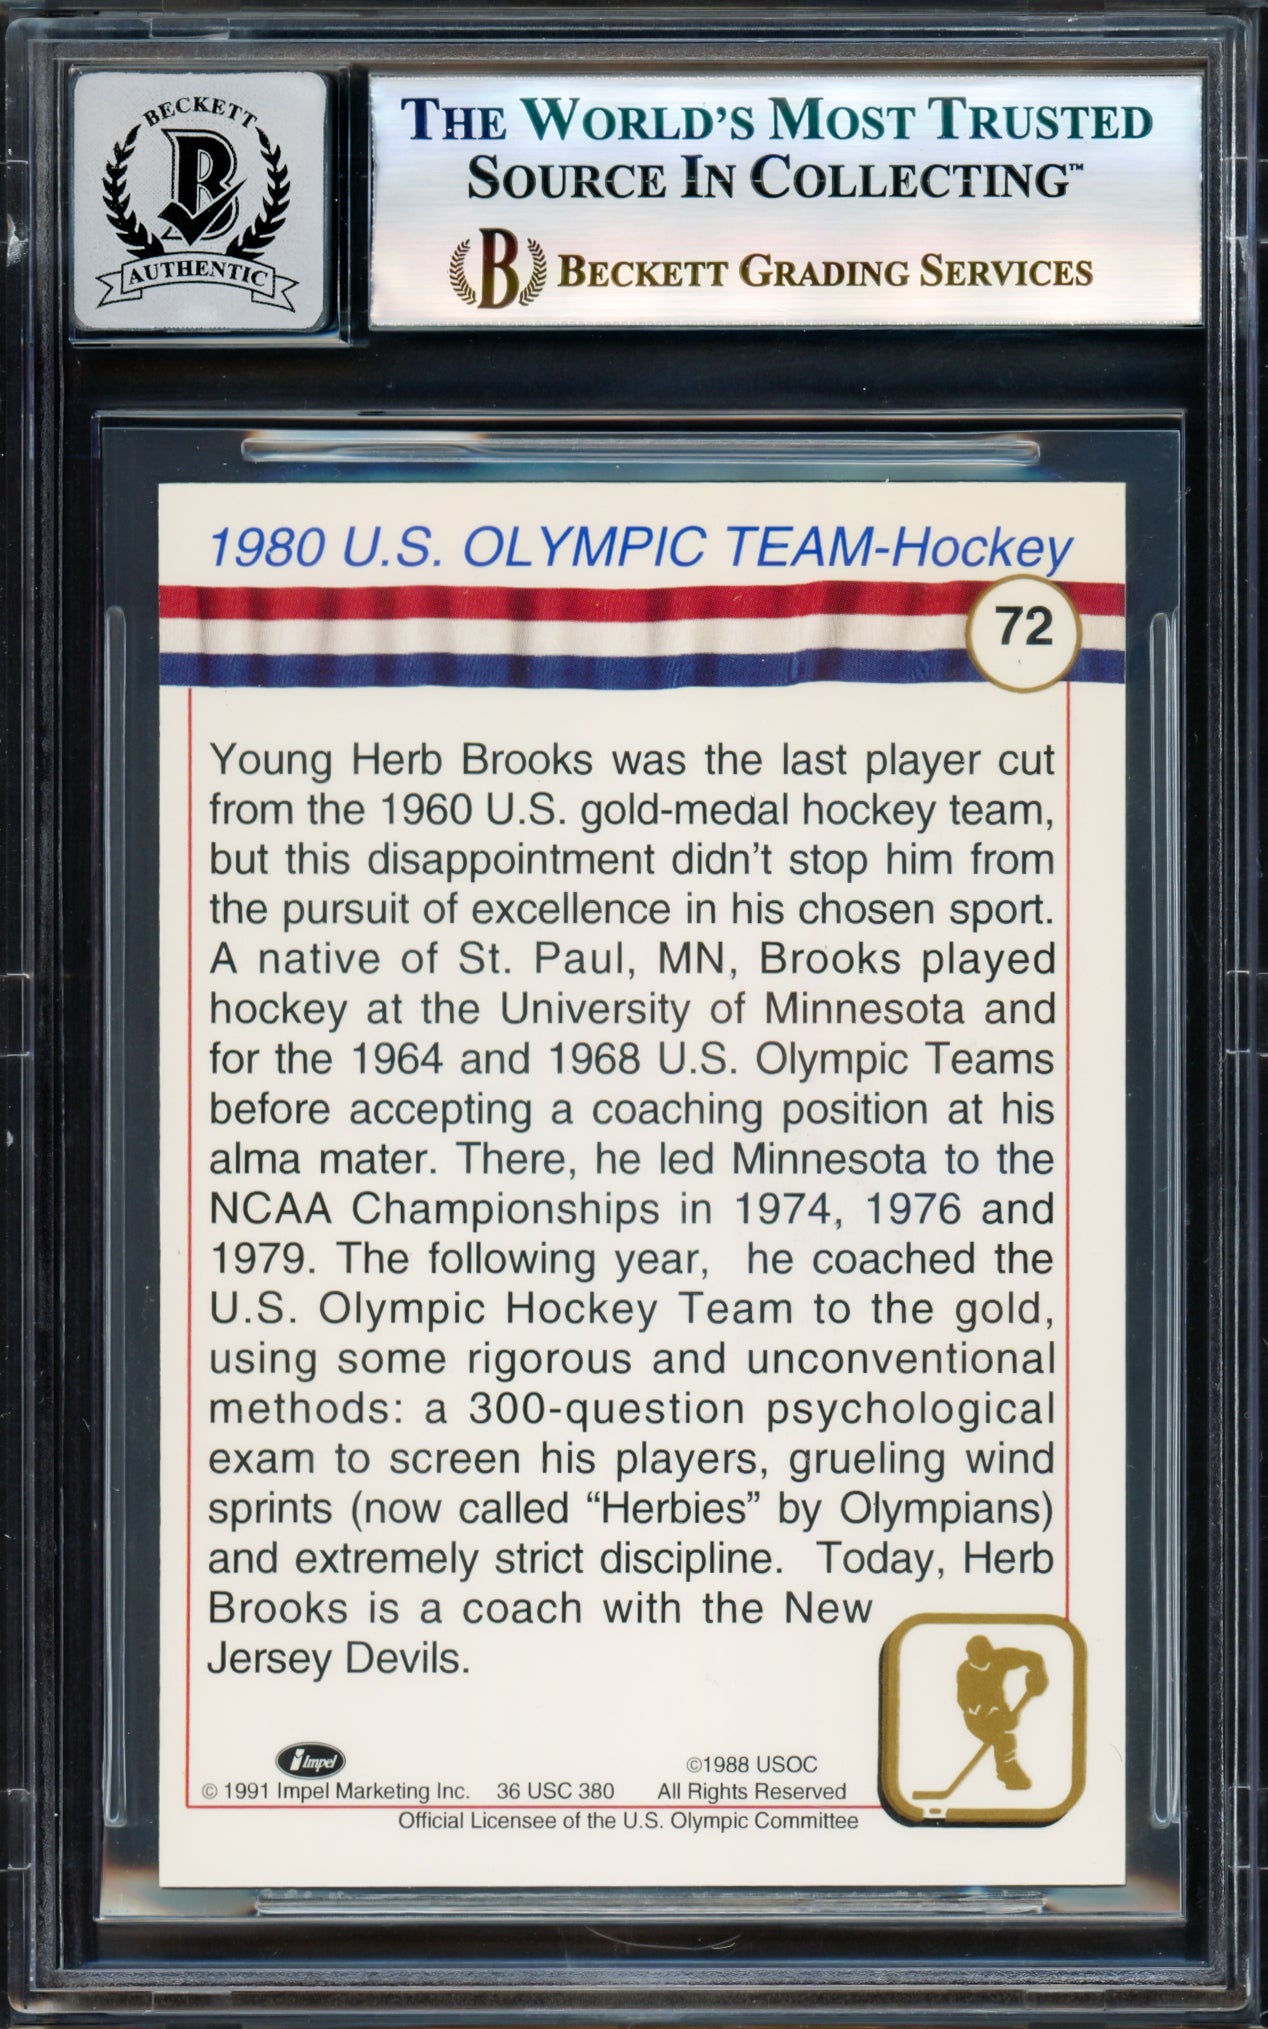 BECKETT
AUTHENTIC
THE WORLD'S MOST TRUSTED
SOURCE IN COLLECTING™
BECKETT GRADING SERVICES
1980 U.S. OLYMPIC TEAM-Hockey
72
Young Herb Brooks was the last player cut
from the 1960 U.S. gold-medal hockey team,
but this disappointment didn't stop him from
the pursuit of excellence in his chosen sport.
A native of St. Paul, MN, Brooks played
hockey at the University of Minnesota and
for the 1964 and 1968 U.S. Olympic Teams
before accepting a coaching position at his
alma mater. There, he led Minnesota to the
NCAA Championships in 1974, 1976 and
1979. The following year, he coached the
U.S. Olympic Hockey Team to the gold,
using some rigorous and unconventional
methods: a 300-question psychological
exam to screen his players, grueling wind
sprints (now called “Herbies” by Olympians)
and extremely strict discipline. Today, Herb
Brooks is a coach with the New
Jersey Devils.
Impel
©1988 USOC
© 1991 Impel Marketing Inc. 36 USC 380 All Rights Reserved
Official Licensee of the U.S. Olympic Committee